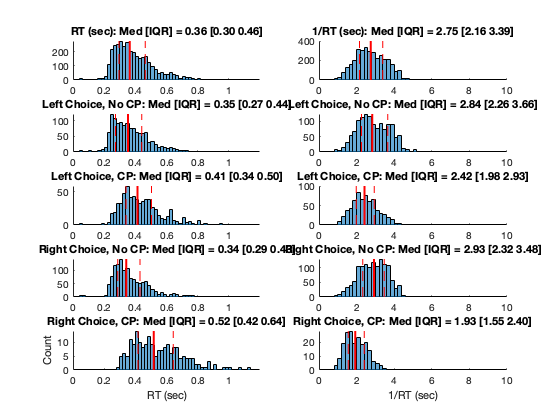 RT (sec): Med [IQR] = 0.36 [0.30 0.46]
200
100
0
0 0.2 0.4 0.6 0.8 1
1/RT (sec): Med [IQR] = 2.75 [2.16 3.39]
400
200
0
0 2 4 6 8 10
Left Choice, No CP: Med [IQR] = 0.35 [0.27 0.44]
100
50
0
0 0.2 0.4 0.6 0.8 1
Left Choice, No CP: Med [IQR] = 2.84 [2.26 3.66]
100
50
0
0 2 4 6 8 10
Left Choice, CP: Med [IQR] = 0.41 [0.34 0.50]
50
0
0 0.2 0.4 0.6 0.8 1
Left Choice, CP: Med [IQR] = 2.42 [1.98 2.93]
100
50
0
0 2 4 6 8 10
Right Choice, No CP: Med [IQR] = 0.34 [0.29
100
50
0
0 0.2 0.4 0.6 0.8 1
Right Choice, No CP: Med [IQR] = 2.93 [2.32 3.48]
100
50
0
0 2 4 6 8 10
Right Choice, CP: Med [IQR] = 0.52 [0.42 0.64]
Count
10
5
0
0 0.2 0.4 0.6 0.8 1
RT (sec)
Right Choice, CP: Med [IQR] = 1.93 [1.55 2.40]
20
10
0
0 2 4 6 8 10
1/RT (sec)